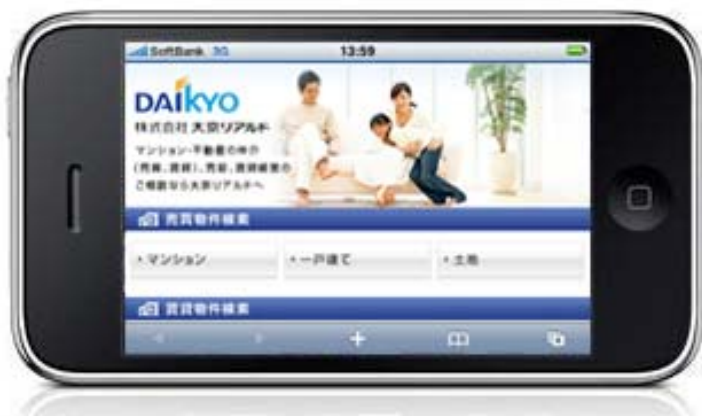 SoftBank 3G 13:59
DAIKYO
株式会社 大京リアルド
マンション・不動産の仲介
(売買、賃貸)、売却、賃貸経営の
ご相談なら大京リアルドへ
売買物件検索
・マンション ・一戸建て ・土地
賃貸物件検索